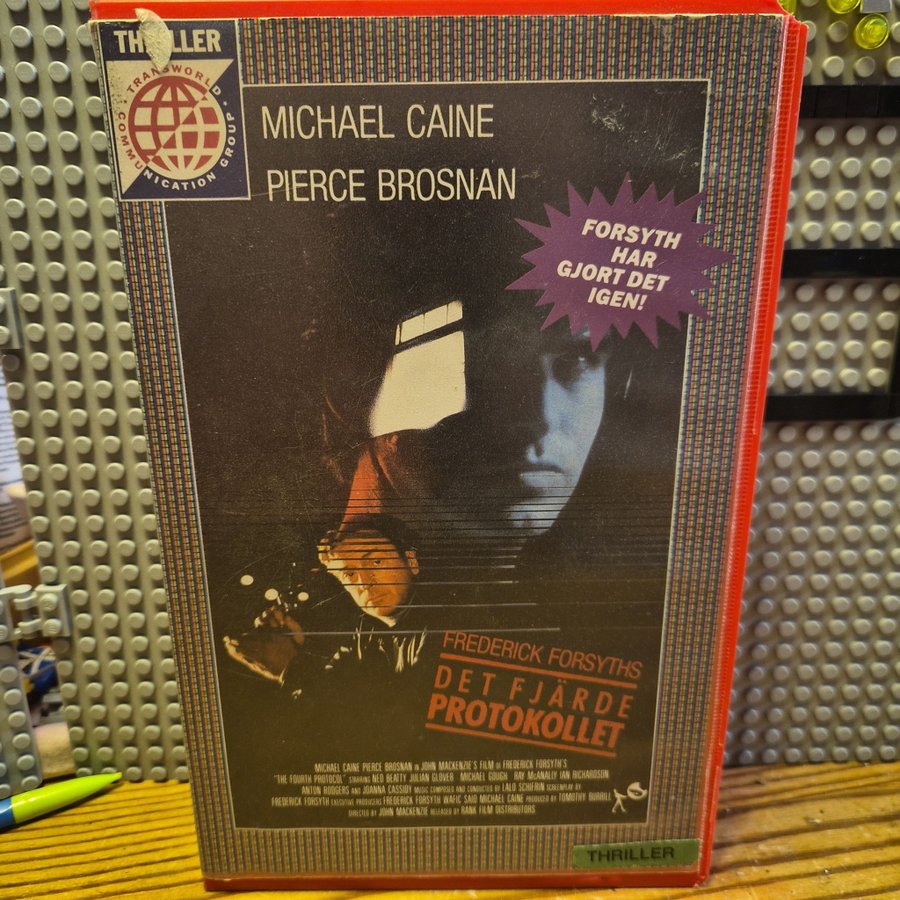 THRILLER
TRANSWORLD
COMMUNICATION GROUP
MICHAEL CAINE
PIERCE BROSNAN
FORSYTH
HAR
GJORT DET
IGEN!
FREDERICK FORSYTHS
DET FJÄRDE
PROTOKOLLET
MICHAEL CAINE PIERCE BROSNAN IN JOHN MACKENZIE'S FILM OF FREDERICK FORSYTH'S
"THE FOURTH PROTOCOL" STARRING NED BEATTY JULIAN GLOVER MICHAEL GOUGH RAY McANALLY IAN RICHARDSON
ANTON RODGERS AND JOANNA CASSIDY MUSIC COMPOSED AND CONDUCTED BY LALO SCHIFRIN SCREENPLAY BY
FREDERICK FORSYTH EXECUTIVE PRODUCERS FREDERICK FORSYTH WAFIC SAID MICHAEL CAINE PRODUCED BY TOMOTHY BURRILL
DIRECTED BY JOHN MACKENZIE RELEASED BY RANK FILM DISTRIBUTORS
THRILLER